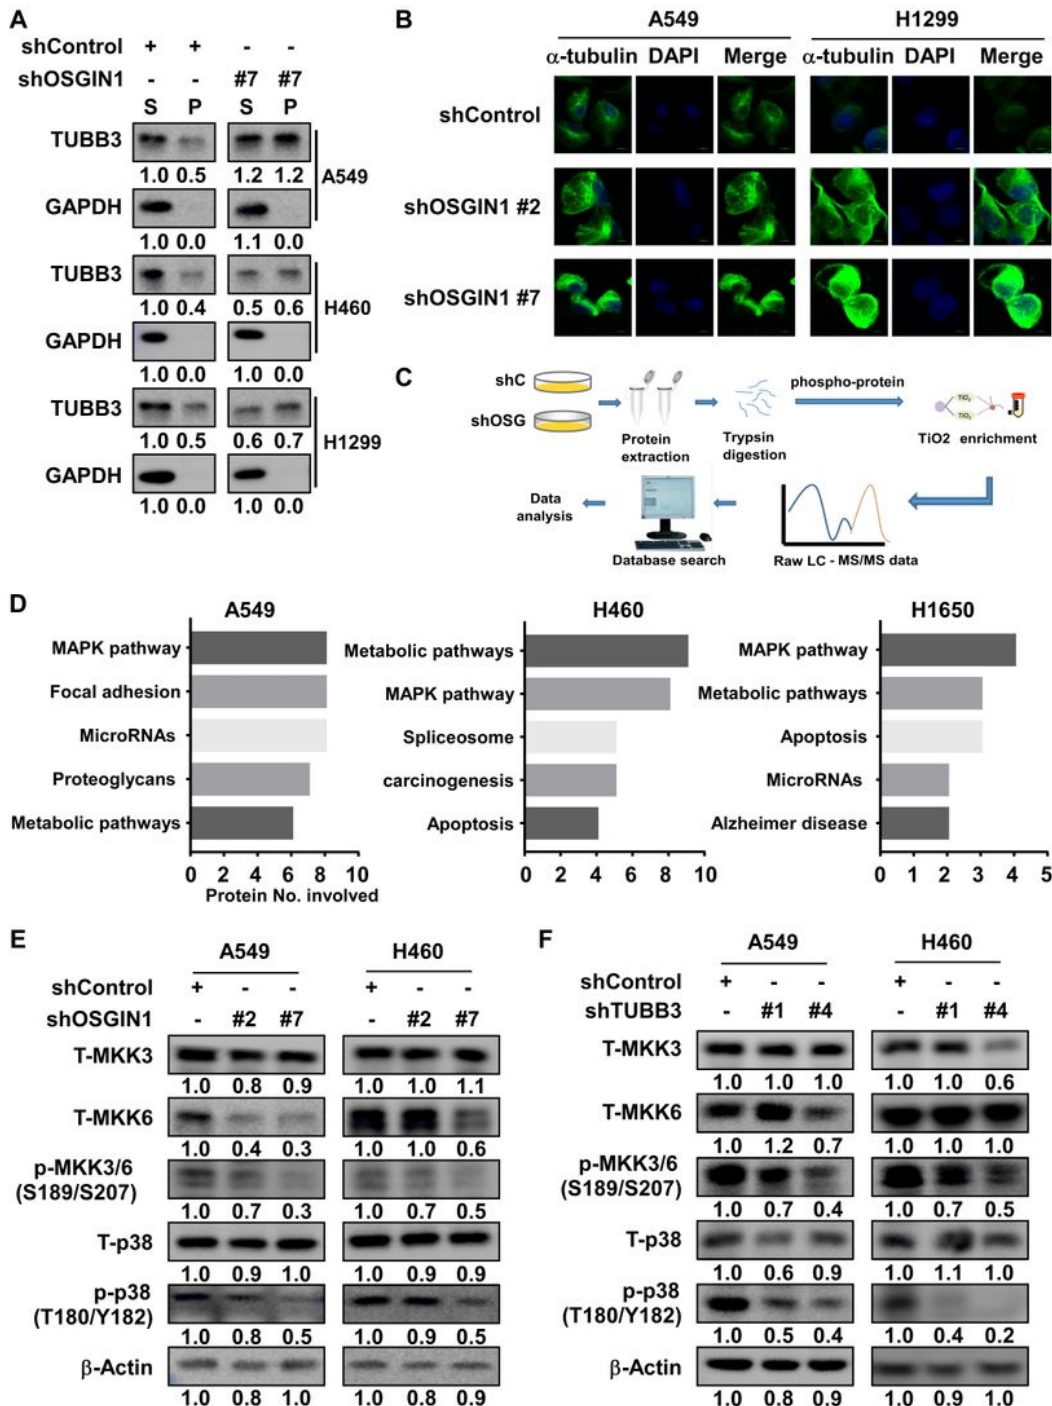 A
shControl + + - -
shOSGIN1 - - #7 #7
S P S P
TUBB3
1.0 0.5 1.2 1.2
A549
GAPDH
1.0 0.0 1.1 0.0
TUBB3
1.0 0.4 0.5 0.6
H460
GAPDH
1.0 0.0 1.0 0.0
TUBB3
1.0 0.5 0.6 0.7
H1299
GAPDH
1.0 0.0 1.0 0.0
B
A549 H1299
α-tubulin DAPI Merge α-tubulin DAPI Merge
shControl
shOSGIN1 #2
shOSGIN1 #7
C
shC
shOSG
Protein
extraction
Trypsin
digestion
phospho-protein
TiO2
TiO2
TiO2 enrichment
Raw LC - MS/MS data
Database search
Data
analysis
D
A549
MAPK pathway
Focal adhesion
MicroRNAs
Proteoglycans
Metabolic pathways
0 2 4 6 8 10
Protein No. involved
H460
Metabolic pathways
MAPK pathway
Spliceosome
carcinogenesis
Apoptosis
0 2 4 6 8 10
H1650
MAPK pathway
Metabolic pathways
Apoptosis
MicroRNAs
Alzheimer disease
0 1 2 3 4 5
E
A549 H460
shControl + - - + - -
shOSGIN1 - #2 #7 - #2 #7
T-MKK3
1.0 0.8 0.9 1.0 1.0 1.1
T-MKK6
1.0 0.4 0.3 1.0 1.0 0.6
p-MKK3/6
(S189/S207)
1.0 0.7 0.3 1.0 0.7 0.5
T-p38
1.0 0.9 1.0 1.0 0.9 0.9
p-p38
(T180/Y182)
1.0 0.8 0.5 1.0 0.9 0.5
β-Actin
1.0 0.8 1.0 1.0 0.8 0.9
F
A549 H460
shControl + - - + - -
shTUBB3 - #1 #4 - #1 #4
T-MKK3
1.0 1.0 1.0 1.0 1.0 0.6
T-MKK6
1.0 1.2 0.7 1.0 1.0 1.0
p-MKK3/6
(S189/S207)
1.0 0.7 0.4 1.0 0.7 0.5
T-p38
1.0 0.6 0.9 1.0 1.1 1.0
p-p38
(T180/Y182)
1.0 0.5 0.4 1.0 0.4 0.2
β-Actin
1.0 0.8 0.9 1.0 0.9 1.0